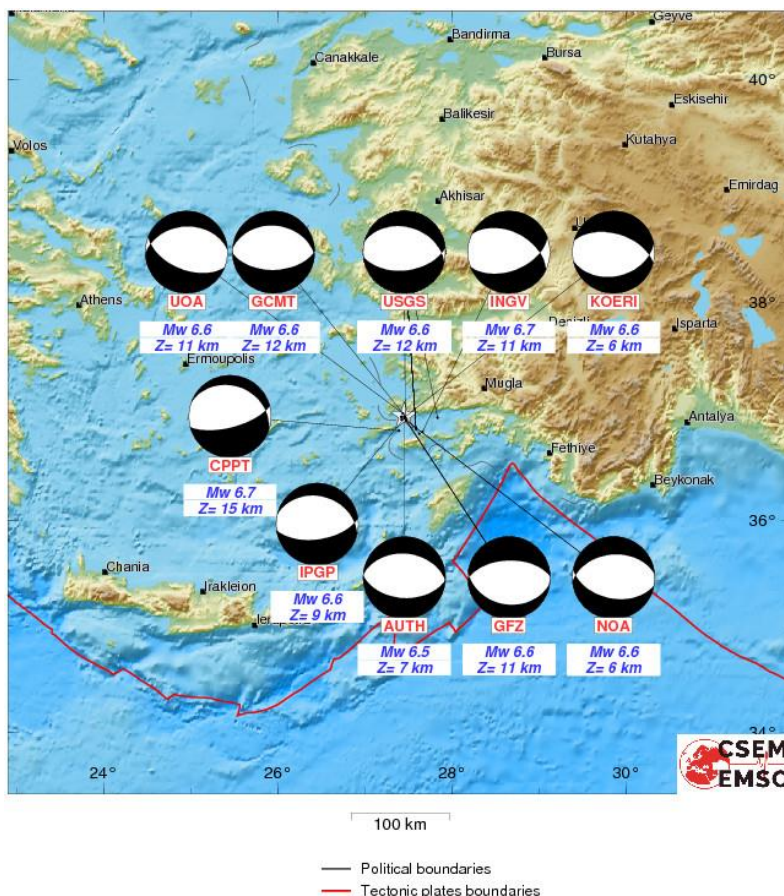 Geyve
Bandirma
Canakkale
Bursa
40°
Eskisehir
Balikesir
Kutahya
Volos
Emirdag
Akhisar
UOA
GCMT
USGS
INGV
KOERI
Athens
38°
Mw 6.6
Z= 11 km
Mw 6.6
Z= 12 km
Mw 6.6
Z= 12 km
Mw 6.7
Z= 11 km
Mw 6.6
Z= 6 km
Denizli
Isparta
Ermoupolis
Mugla
Antalya
CPPT
Fethiye
Mw 6.7
Z= 15 km
Beykonak
36°
IPGP
Chania
Irakleion
Mw 6.6
Z= 9 km
AUTH
GFZ
NOA
Mw 6.5
Z= 7 km
Mw 6.6
Z= 11 km
Mw 6.6
Z= 6 km
34°
CSEM
EMSC
24°
26°
28°
30°
100 km
Political boundaries
Tectonic plates boundaries